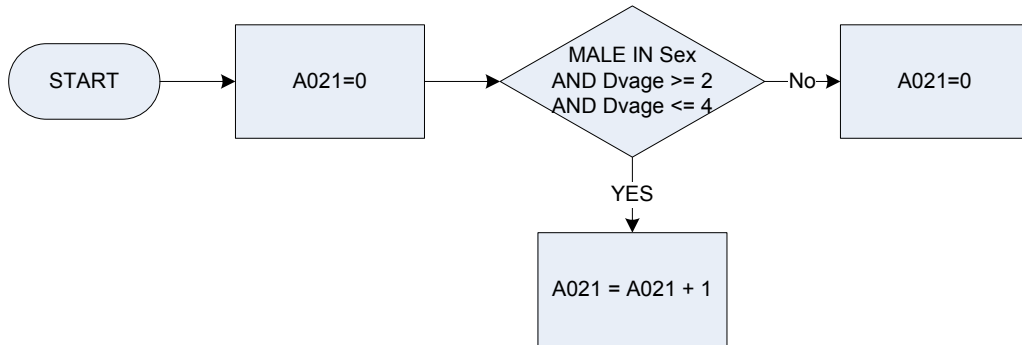 START
A021=0
MALE IN Sex
AND Dvage >= 2
AND Dvage <= 4
No
A021=0
YES
A021 = A021 + 1